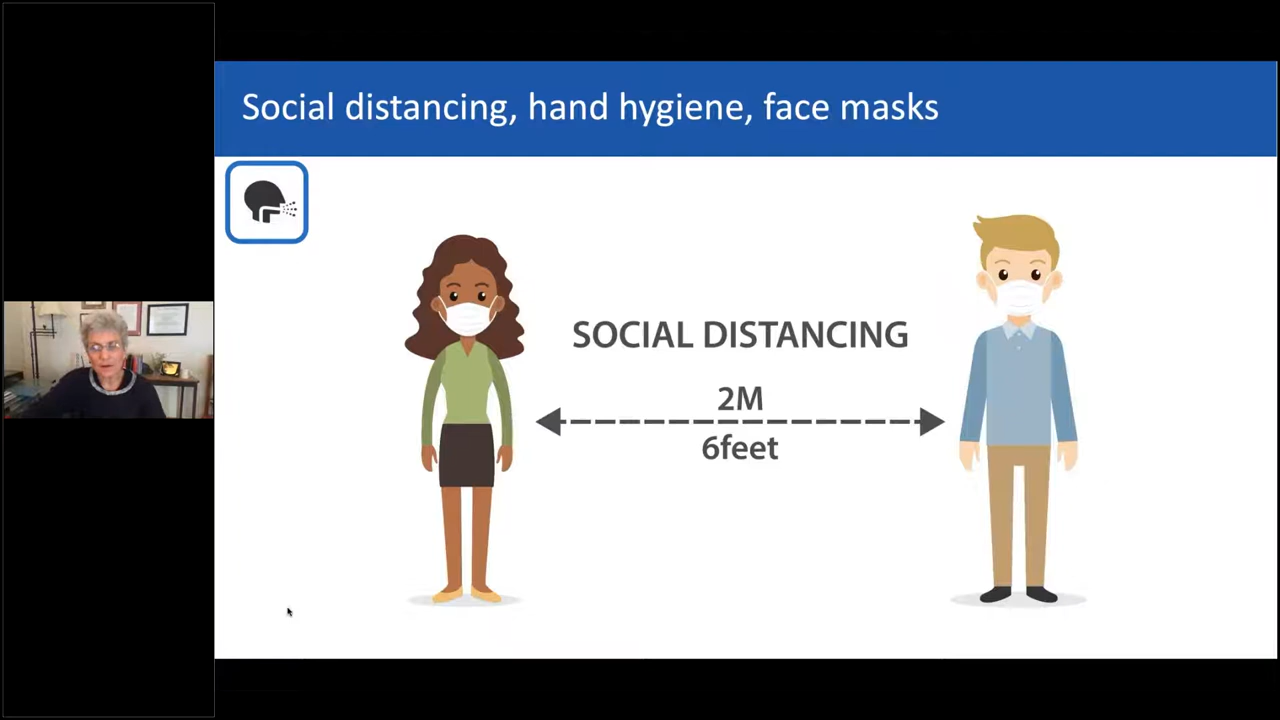 Social distancing, hand hygiene, face masks
SOCIAL DISTANCING
2M
6feet